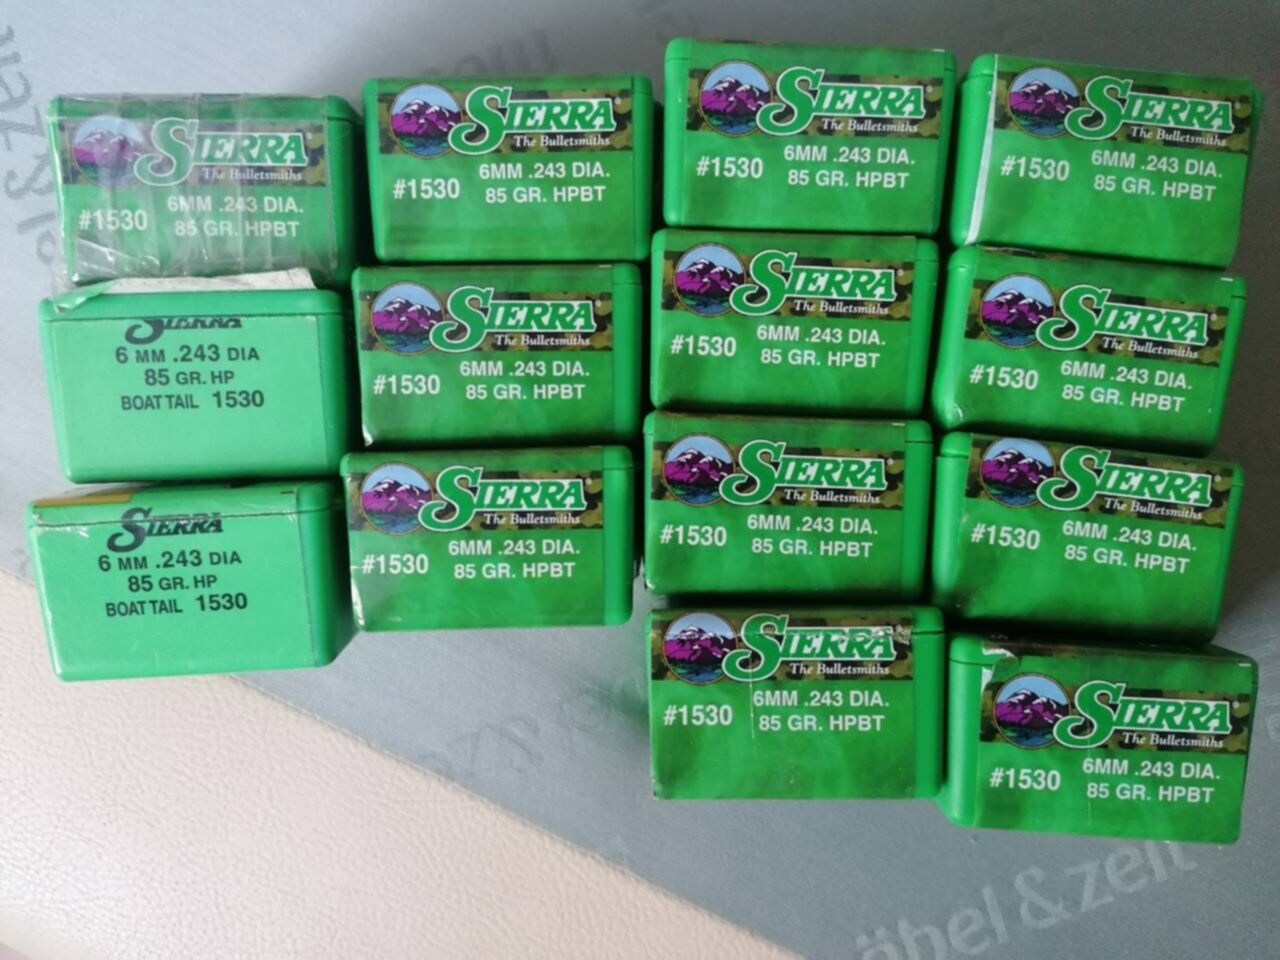 SIERRA
The Bulletsmiths
#1530
6MM .243 DIA.
85 GR. HPBT
SIERRA
The Bulletsmiths
#1530
6MM .243 DIA.
85 GR. HPBT
SIERRA
The Bulletsmiths
#1530
6MM .243 DIA.
85 GR. HPBT
SIERRA
The Bulletsmiths
#1530
6MM .243 DIA.
85 GR. HPBT
SIERRA
6 MM .243 DIA
85 GR. HP
BOAT TAIL 1530
SIERRA
The Bulletsmiths
#1530
6MM .243 DIA.
85 GR. HPBT
SIERRA
The Bulletsmiths
#1530
6MM .243 DIA.
85 GR. HPBT
SIERRA
The Bulletsmiths
#1530
6MM .243 DIA.
85 GR. HPBT
SIERRA
6 MM .243 DIA
85 GR. HP
BOAT TAIL 1530
SIERRA
The Bulletsmiths
#1530
6MM .243 DIA.
85 GR. HPBT
SIERRA
The Bulletsmiths
#1530
6MM .243 DIA.
85 GR. HPBT
SIERRA
The Bulletsmiths
#1530
6MM .243 DIA.
85 GR. HPBT
SIERRA
The Bulletsmiths
#1530
6MM .243 DIA.
85 GR. HPBT
SIERRA
The Bulletsmiths
#1530
6MM .243 DIA.
85 GR. HPBT
öbel & zeit